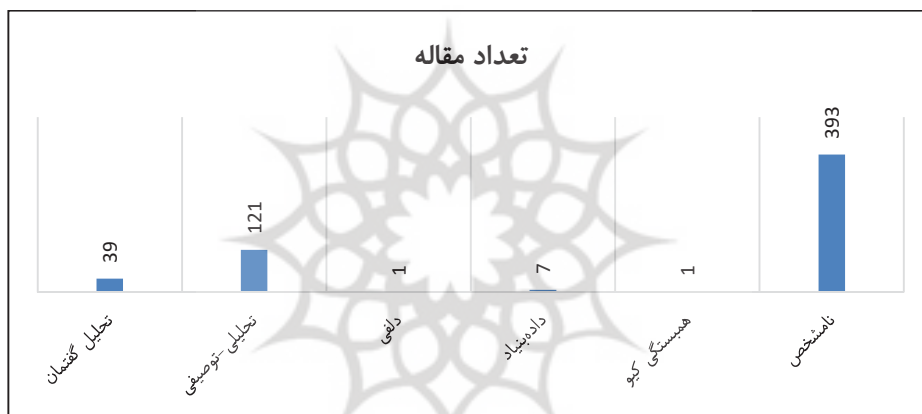 تعداد مقاله
39
121
1
7
1
393
تحلیل گفتمان
تحلیلی-توصیفی
دلفی
داده‌بنیاد
همبستگی کیو
نامشخص